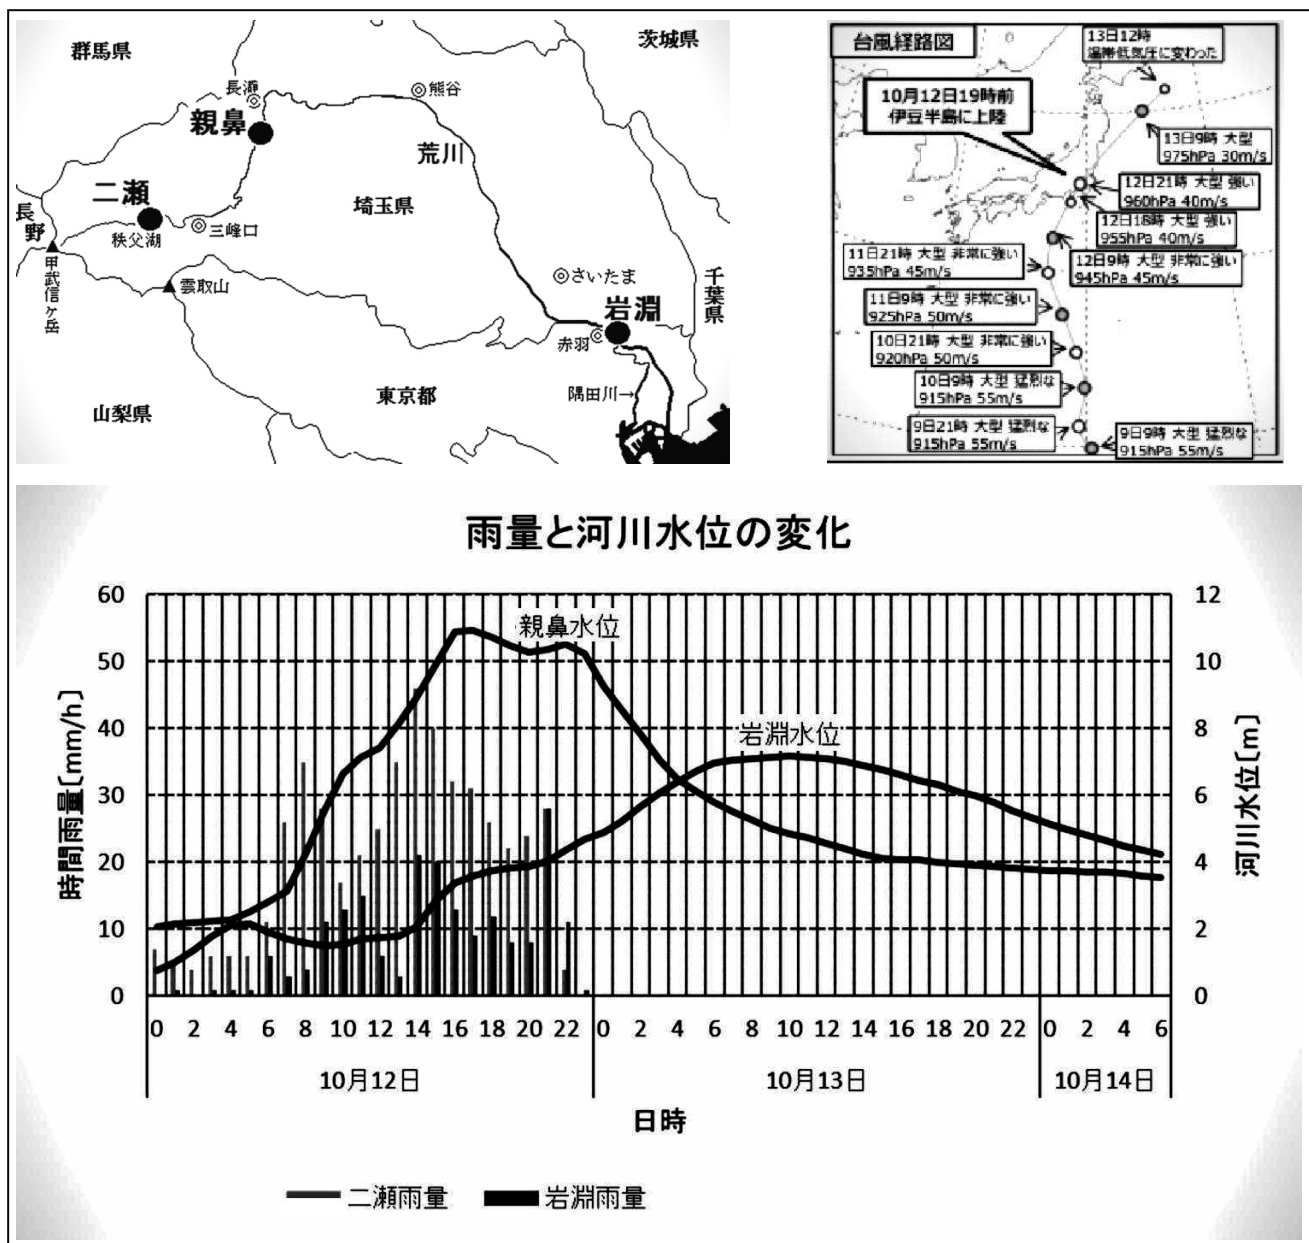 群馬県
茨城県
長瀞
熊谷
親鼻
荒川
二瀬
埼玉県
長野
三峰口
秩父湖
甲武信ヶ岳
雲取山
さいたま
千葉県
岩淵
赤羽
隅田川→
東京都
山梨県
台風経路図
13日12時
温帯低気圧に変わった
10月12日19時前
伊豆半島に上陸
13日9時 大型
975hPa 30m/s
12日21時 大型 強い
960hPa 40m/s
12日18時 大型 強い
955hPa 40m/s
11日21時 大型 非常に強い
935hPa 45m/s
12日9時 大型 非常に強い
945hPa 45m/s
11日9時 大型 非常に強い
925hPa 50m/s
10日21時 大型 非常に強い
920hPa 50m/s
10日9時 大型 猛烈な
915hPa 55m/s
9日21時 大型 猛烈な
915hPa 55m/s
9日9時 大型 猛烈な
915hPa 55m/s
雨量と河川水位の変化
60
50
40
30
20
10
0
時間雨量[mm/h]
親鼻水位
岩淵水位
12
10
8
6
4
2
0
河川水位[m]
0 2 4 6 8 10 12 14 16 18 20 22 0 2 4 6 8 10 12 14 16 18 20 22 0 2 4 6
10月12日 10月13日 10月14日
日時
二瀬雨量 岩淵雨量